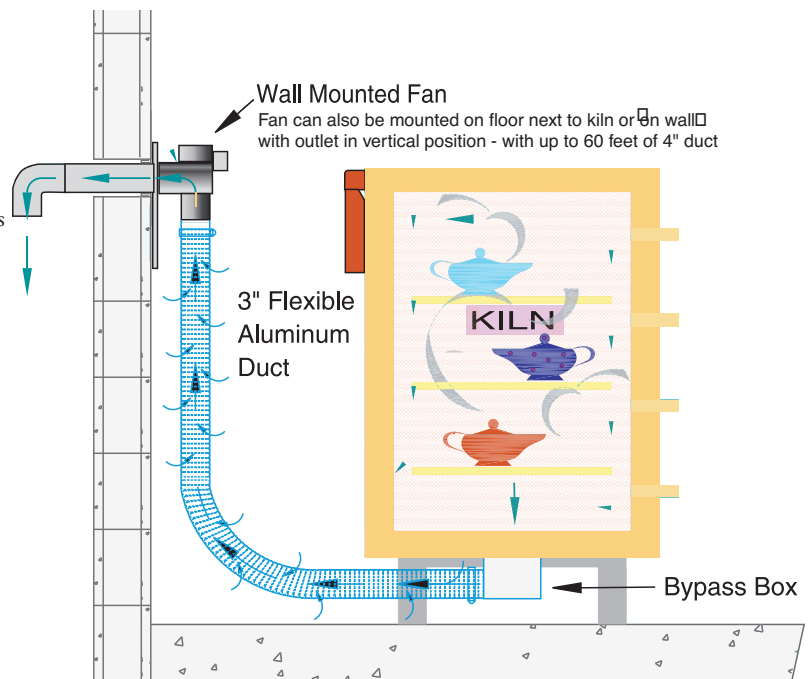 Wall Mounted Fan
Fan can also be mounted on floor next to kiln or on wall
with outlet in vertical position - with up to 60 feet of 4" duct
s
3" Flexible
Aluminum
Duct
KILN
Bypass Box